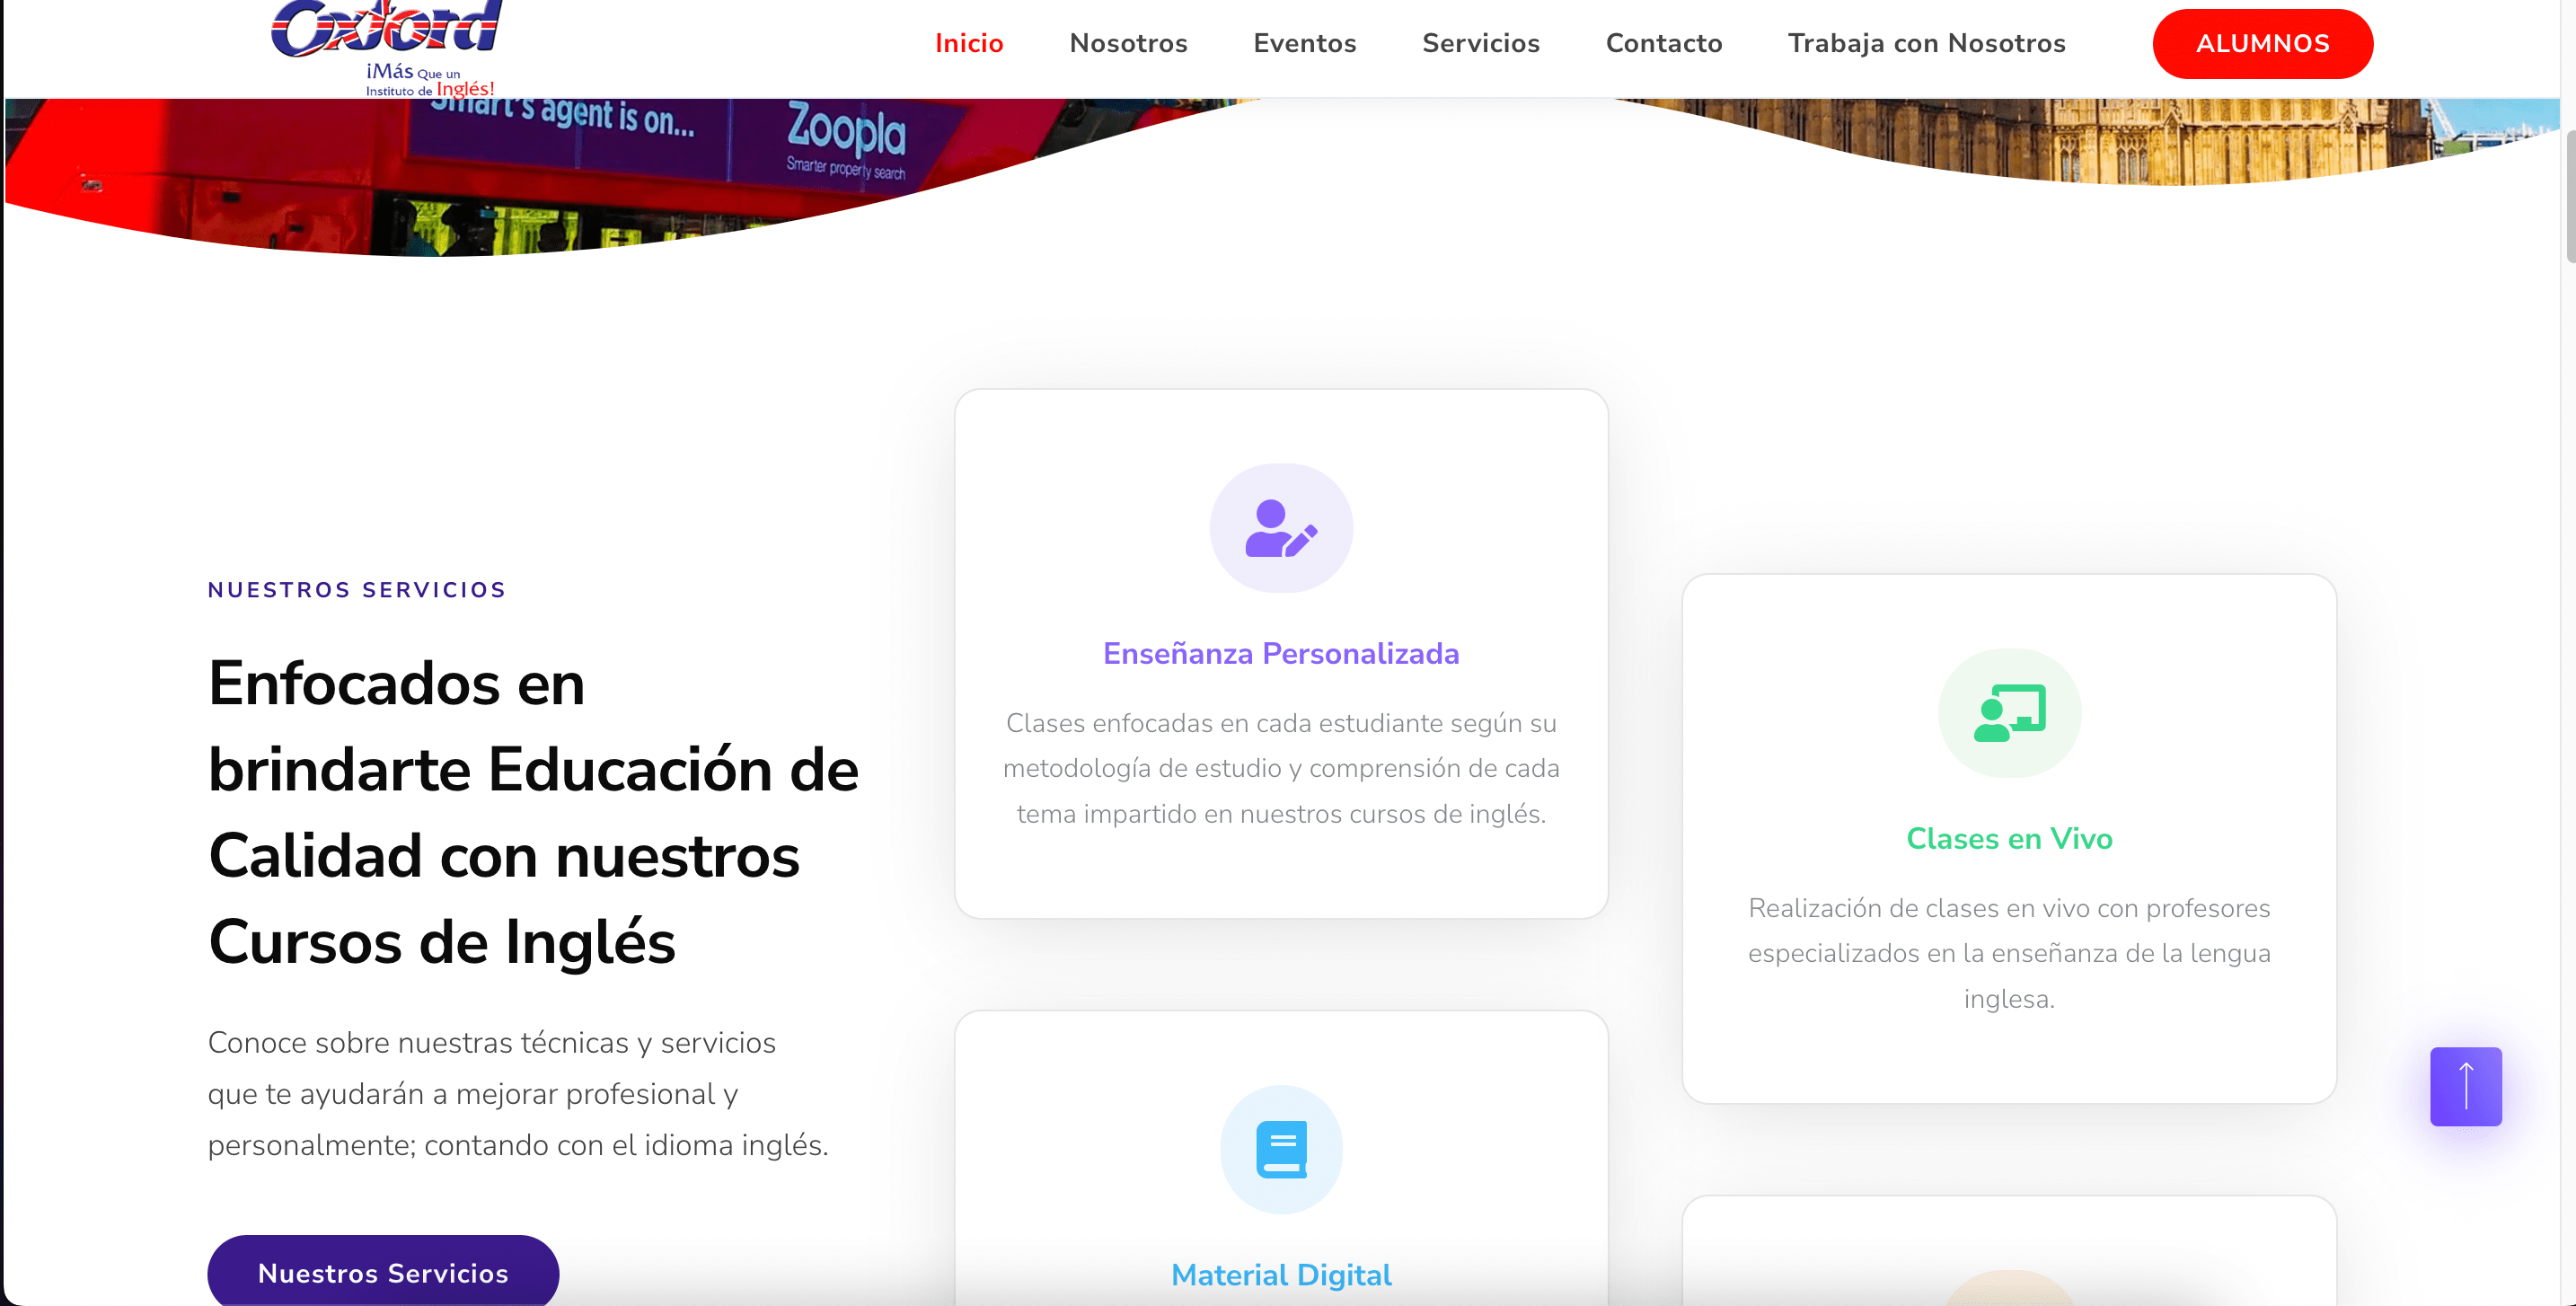 Oxford
¡Más Que un
Instituto de Inglés!
Inicio
Nosotros
Eventos
Servicios
Contacto
Trabaja con Nosotros
ALUMNOS
Smart's agent is on...
Zoopla
Smarter property search
NUESTROS SERVICIOS
Enfocados en
brindarte Educación de
Calidad con nuestros
Cursos de Inglés
Conoce sobre nuestras técnicas y servicios
que te ayudarán a mejorar profesional y
personalmente; contando con el idioma inglés.
Nuestros Servicios
Enseñanza Personalizada
Clases enfocadas en cada estudiante según su
metodología de estudio y comprensión de cada
tema impartido en nuestros cursos de inglés.
Material Digital
Clases en Vivo
Realización de clases en vivo con profesores
especializados en la enseñanza de la lengua
inglesa.